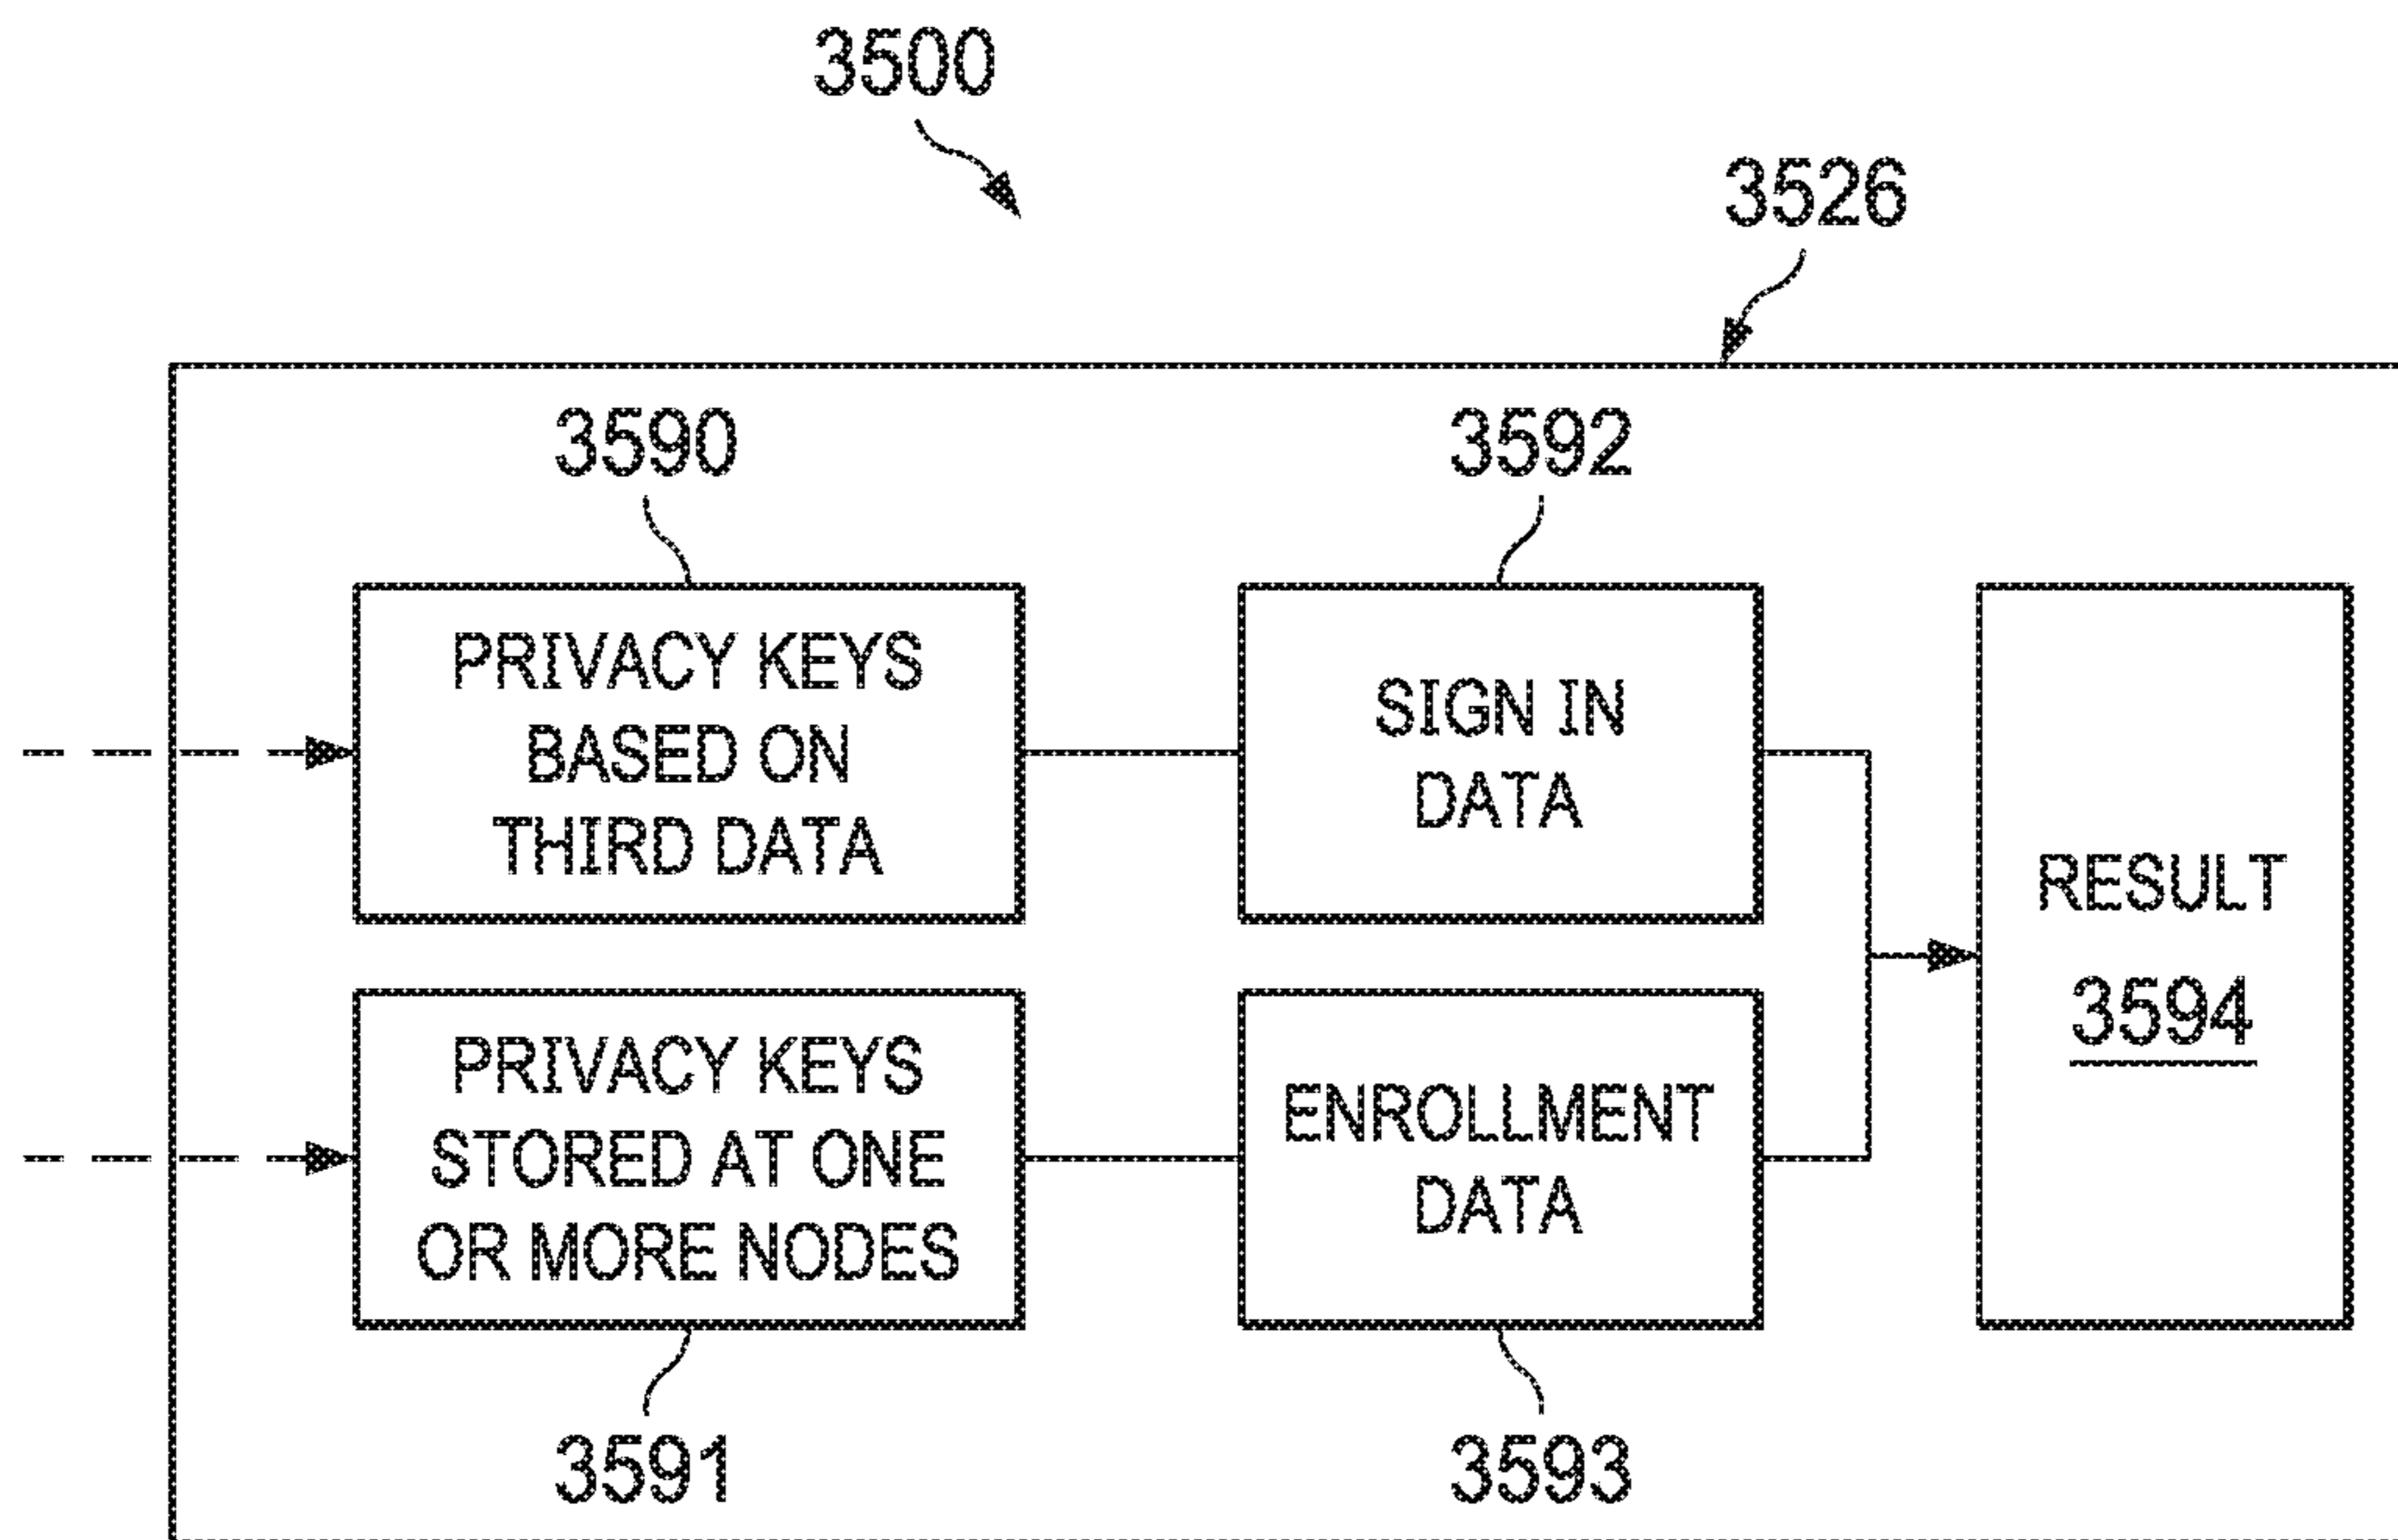 3500
3526
3590
3592
PRIVACY KEYS
BASED ON
THIRD DATA
SIGN IN
DATA
RESULT
3594
PRIVACY KEYS
STORED AT ONE
OR MORE NODES
ENROLLMENT
DATA
3591
3593